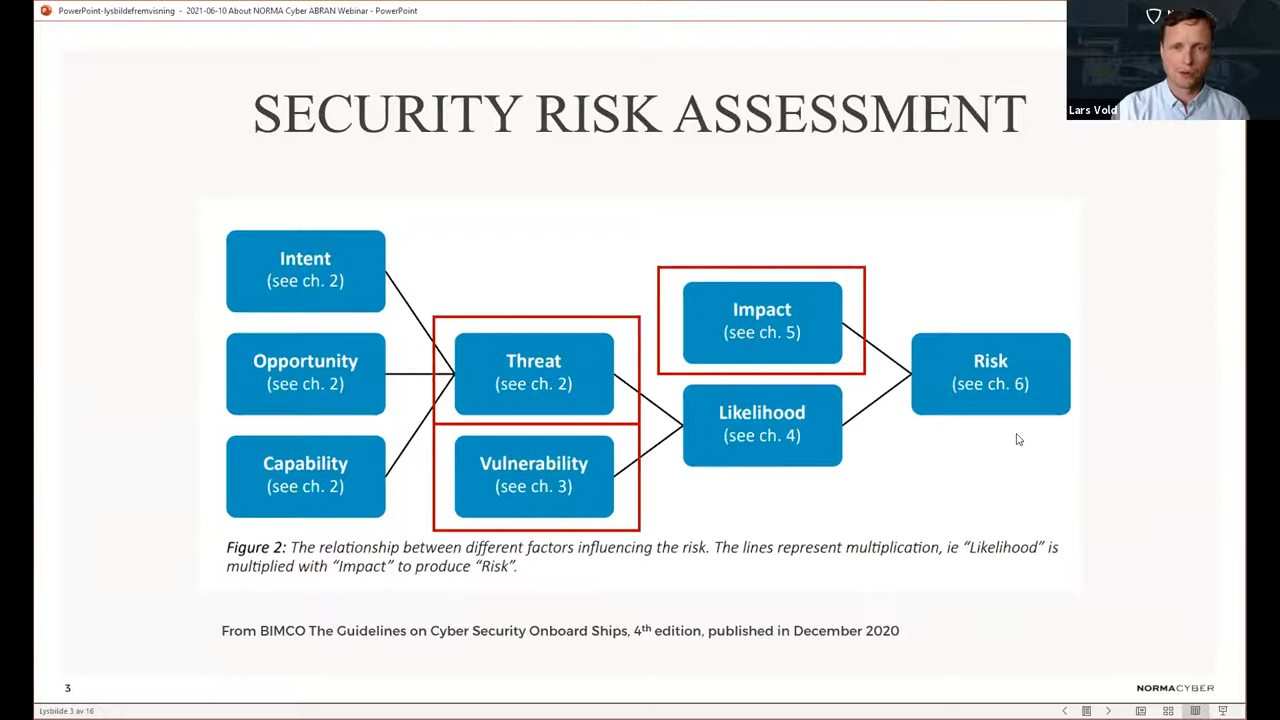 PowerPoint-lysbildefremvisning - 2021-06-10 About NORMA Cyber ABRAN Webinar - PowerPoint
Lars Vold
SECURITY RISK ASSESSMENT
Intent
(see ch. 2)
Opportunity
(see ch. 2)
Capability
(see ch. 2)
Threat
(see ch. 2)
Vulnerability
(see ch. 3)
Impact
(see ch. 5)
Likelihood
(see ch. 4)
Risk
(see ch. 6)
Figure 2: The relationship between different factors influencing the risk. The lines represent multiplication, ie “Likelihood” is
multiplied with “Impact” to produce “Risk”.
From BIMCO The Guidelines on Cyber Security Onboard Ships, 4th edition, published in December 2020
3
NORMACYBER
Lysbilde 3 av 16